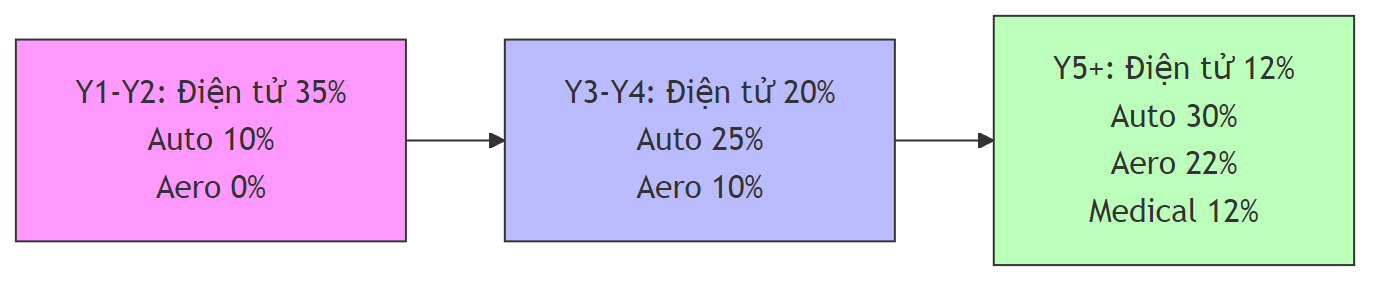 Y1-Y2: Điện tử 35%
Auto 10%
Aero 0%
Y3-Y4: Điện tử 20%
Auto 25%
Aero 10%
Y5+: Điện tử 12%
Auto 30%
Aero 22%
Medical 12%